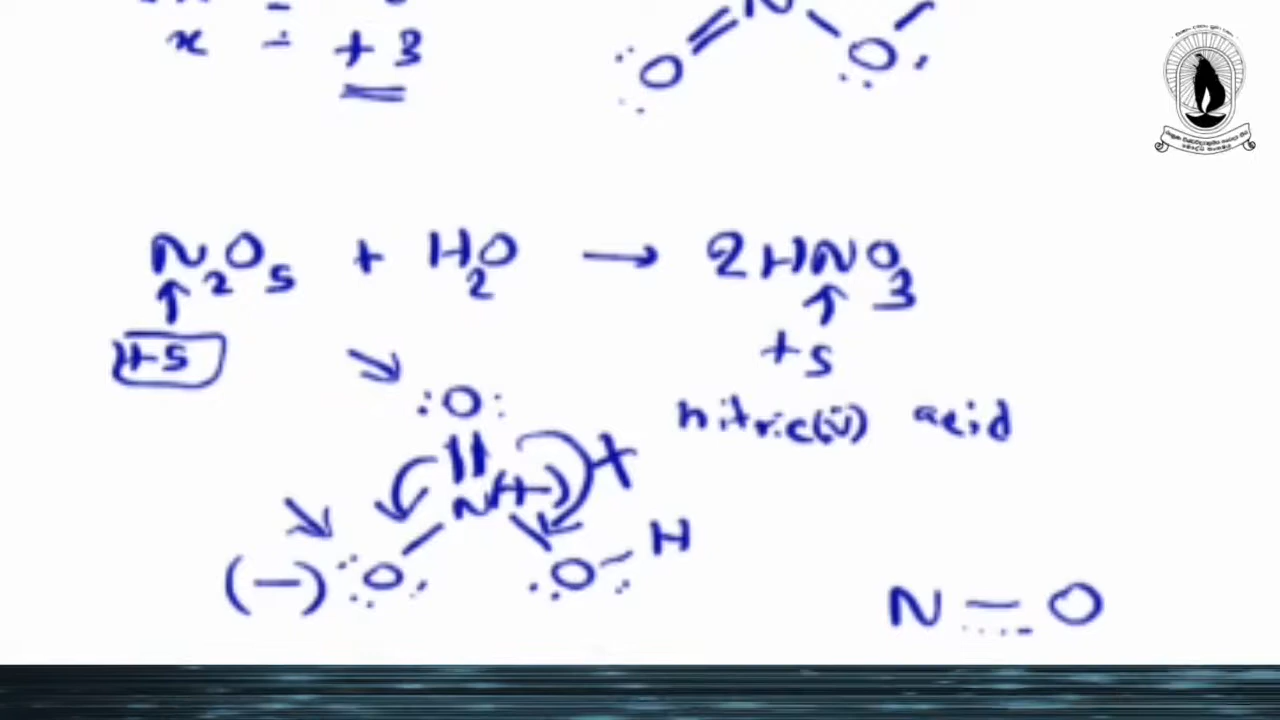 x = +3
N
:O: O
N₂O₅ + H₂O → 2HNO₃
+5 +5
:O: nitric(v) acid
N(+)
H
(−) O O
N - O